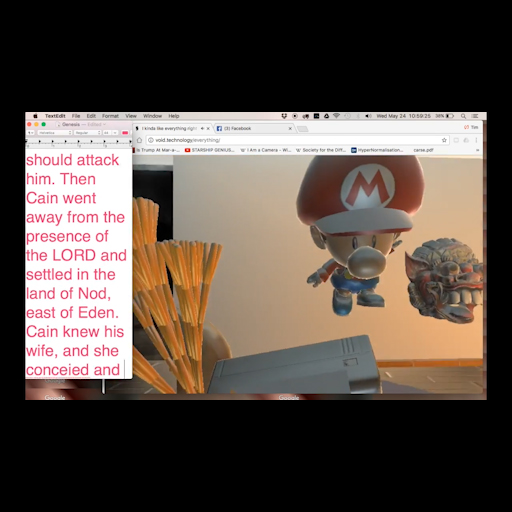 TextEdit File Edit Format View Window Help
Wed May 24 10:59:25
Genesis — Edited
I kinda like everything right
(3) Facebook
void.technology/everything/
Is Trump At Mar-a-...
STARSHIP GENIUS...
I Am a Camera - Wi...
Society for the Diff...
HyperNormalisation...
carse.pdf
should attack
him. Then
Cain went
away from the
presence of
the LORD and
settled in the
land of Nod,
east of Eden.
Cain knew his
wife, and she
conceied and
M
Google
Google